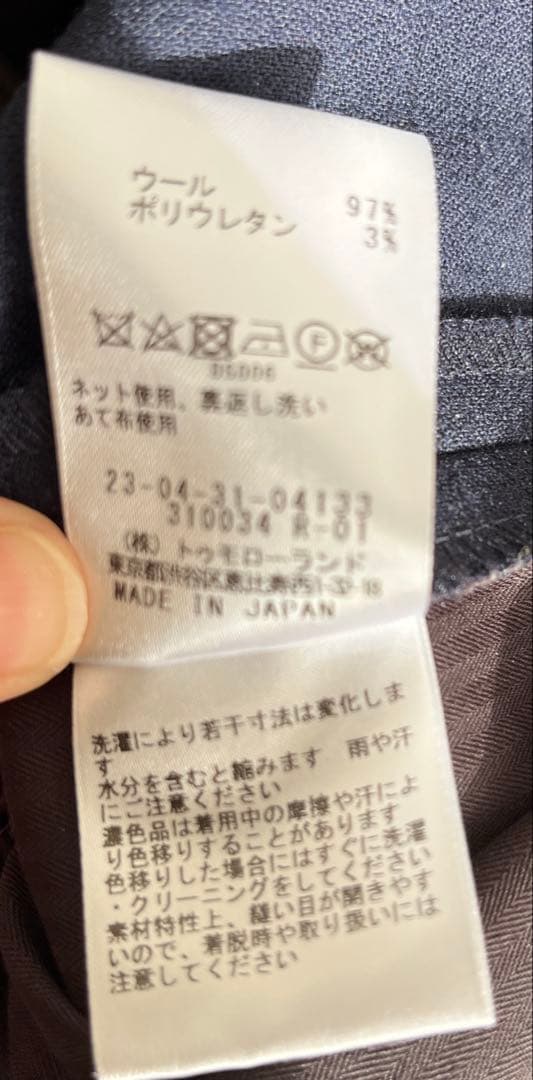 ウール 97%
ポリウレタン 3%
F
DSD06
ネット使用、裏返し洗い
あて布使用
23-04-31-04133
310034 R-01
(株)トゥモローランド
東京都渋谷区恵比寿西1-32-18
MADE IN JAPAN
洗濯により若干寸法は変化しま
す
水分を含むと縮みます 雨や汗
にご注意ください
濃色品は着用中の摩擦や汗によ
り色移りすることがあります
色移りした場合にはすぐに洗濯
・クリーニングをしてください
素材特性上、縫い目が開きやす
いので、着脱時や取り扱いには
注意してください